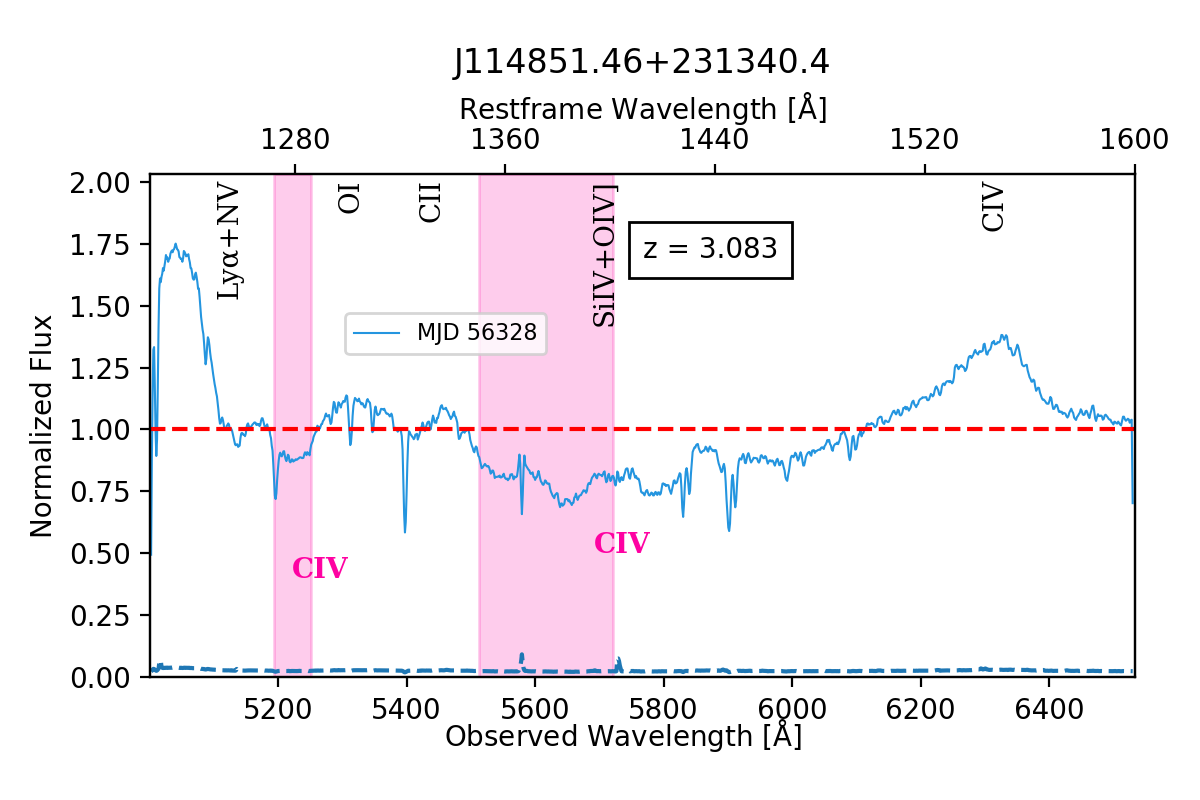 J114851.46+231340.4
Restframe Wavelength [Å]
1280 1360 1440 1520 1600
Normalized Flux
2.00
1.75
1.50
1.25
1.00
0.75
0.50
0.25
0.00
Lyα+NV
OI
CII
SiIV+OIV]
CIV
z = 3.083
MJD 56328
CIV
CIV
5200 5400 5600 5800 6000 6200 6400
Observed Wavelength [Å]